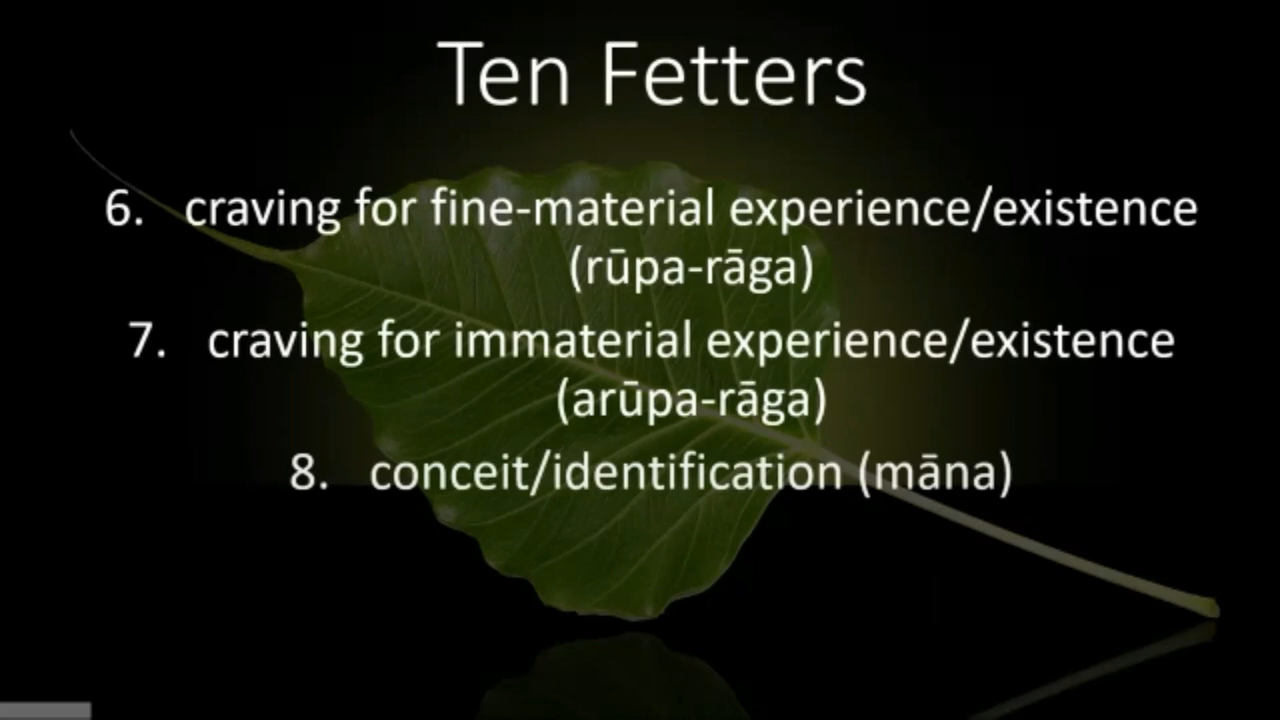 Ten Fetters
6. craving for fine-material experience/existence
(rūpa-rāga)
7. craving for immaterial experience/existence
(arūpa-rāga)
8. conceit/identification (māna)